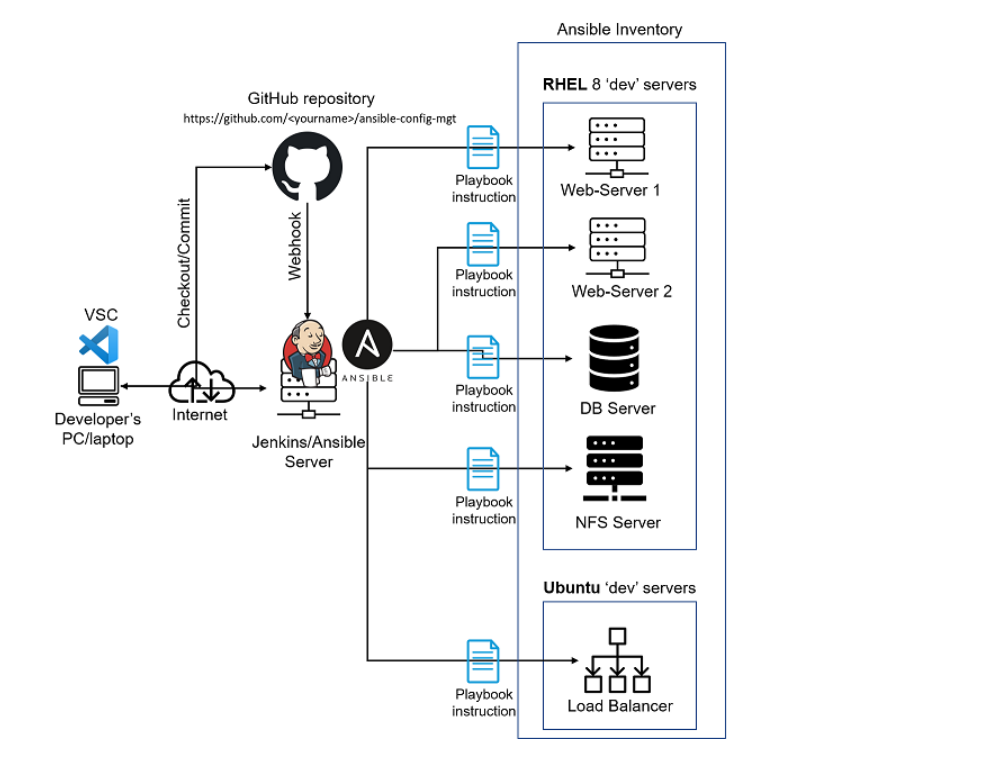 Ansible Inventory
RHEL 8 ‘dev’ servers
GitHub repository
https://github.com/<yourname>/ansible-config-mgt
Playbook
instruction
Web-Server 1
Checkout/Commit
Webhook
Playbook
instruction
Web-Server 2
VSC
ANSIBLE
Playbook
instruction
DB Server
Developer’s
PC/laptop
Internet
Jenkins/Ansible
Server
Playbook
instruction
NFS Server
Ubuntu ‘dev’ servers
Playbook
instruction
Load Balancer